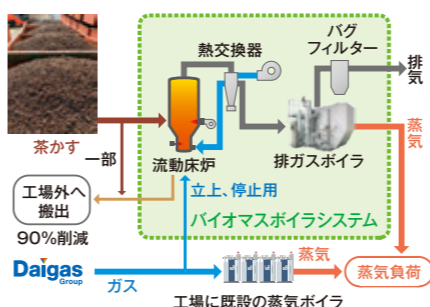 熱交換器
バグ
フィルター
排気
蒸気
茶かす
一部
流動床炉
排ガスボイラ
工場外へ
搬出
立上、停止用
バイオマスボイラシステム
90%削減
Daigas
Group
ガス
蒸気
蒸気負荷
工場に既設の蒸気ボイラ